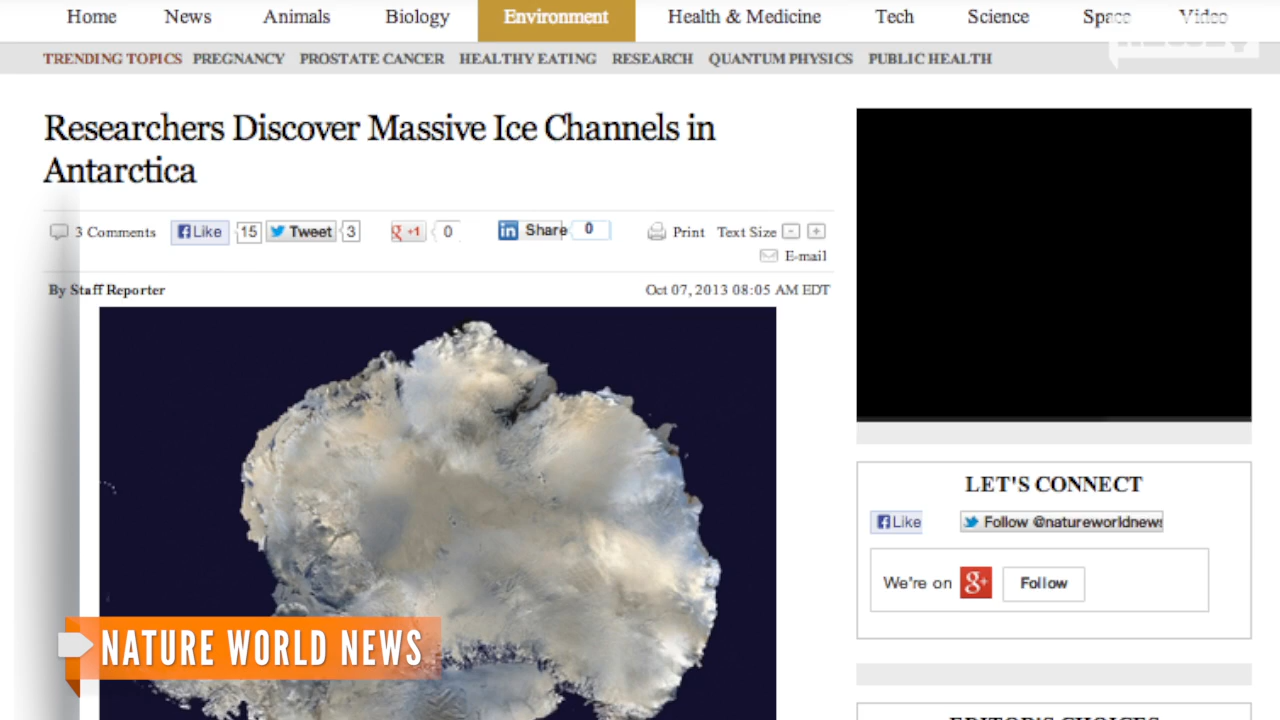 Home News Animals Biology Environment Health & Medicine Tech Science Space Video
TRENDING TOPICS PREGNANCY PROSTATE CANCER HEALTHY EATING RESEARCH QUANTUM PHYSICS PUBLIC HEALTH
Researchers Discover Massive Ice Channels in
Antarctica
3 Comments Like 15 Tweet 3 g +1 0 in Share 0 Print Text Size - +
E-mail
By Staff Reporter Oct 07, 2013 08:05 AM EDT
LET'S CONNECT
Like Follow @natureworldnews
We're on g+ Follow
NATURE WORLD NEWS
EDITOR'S CHOICES